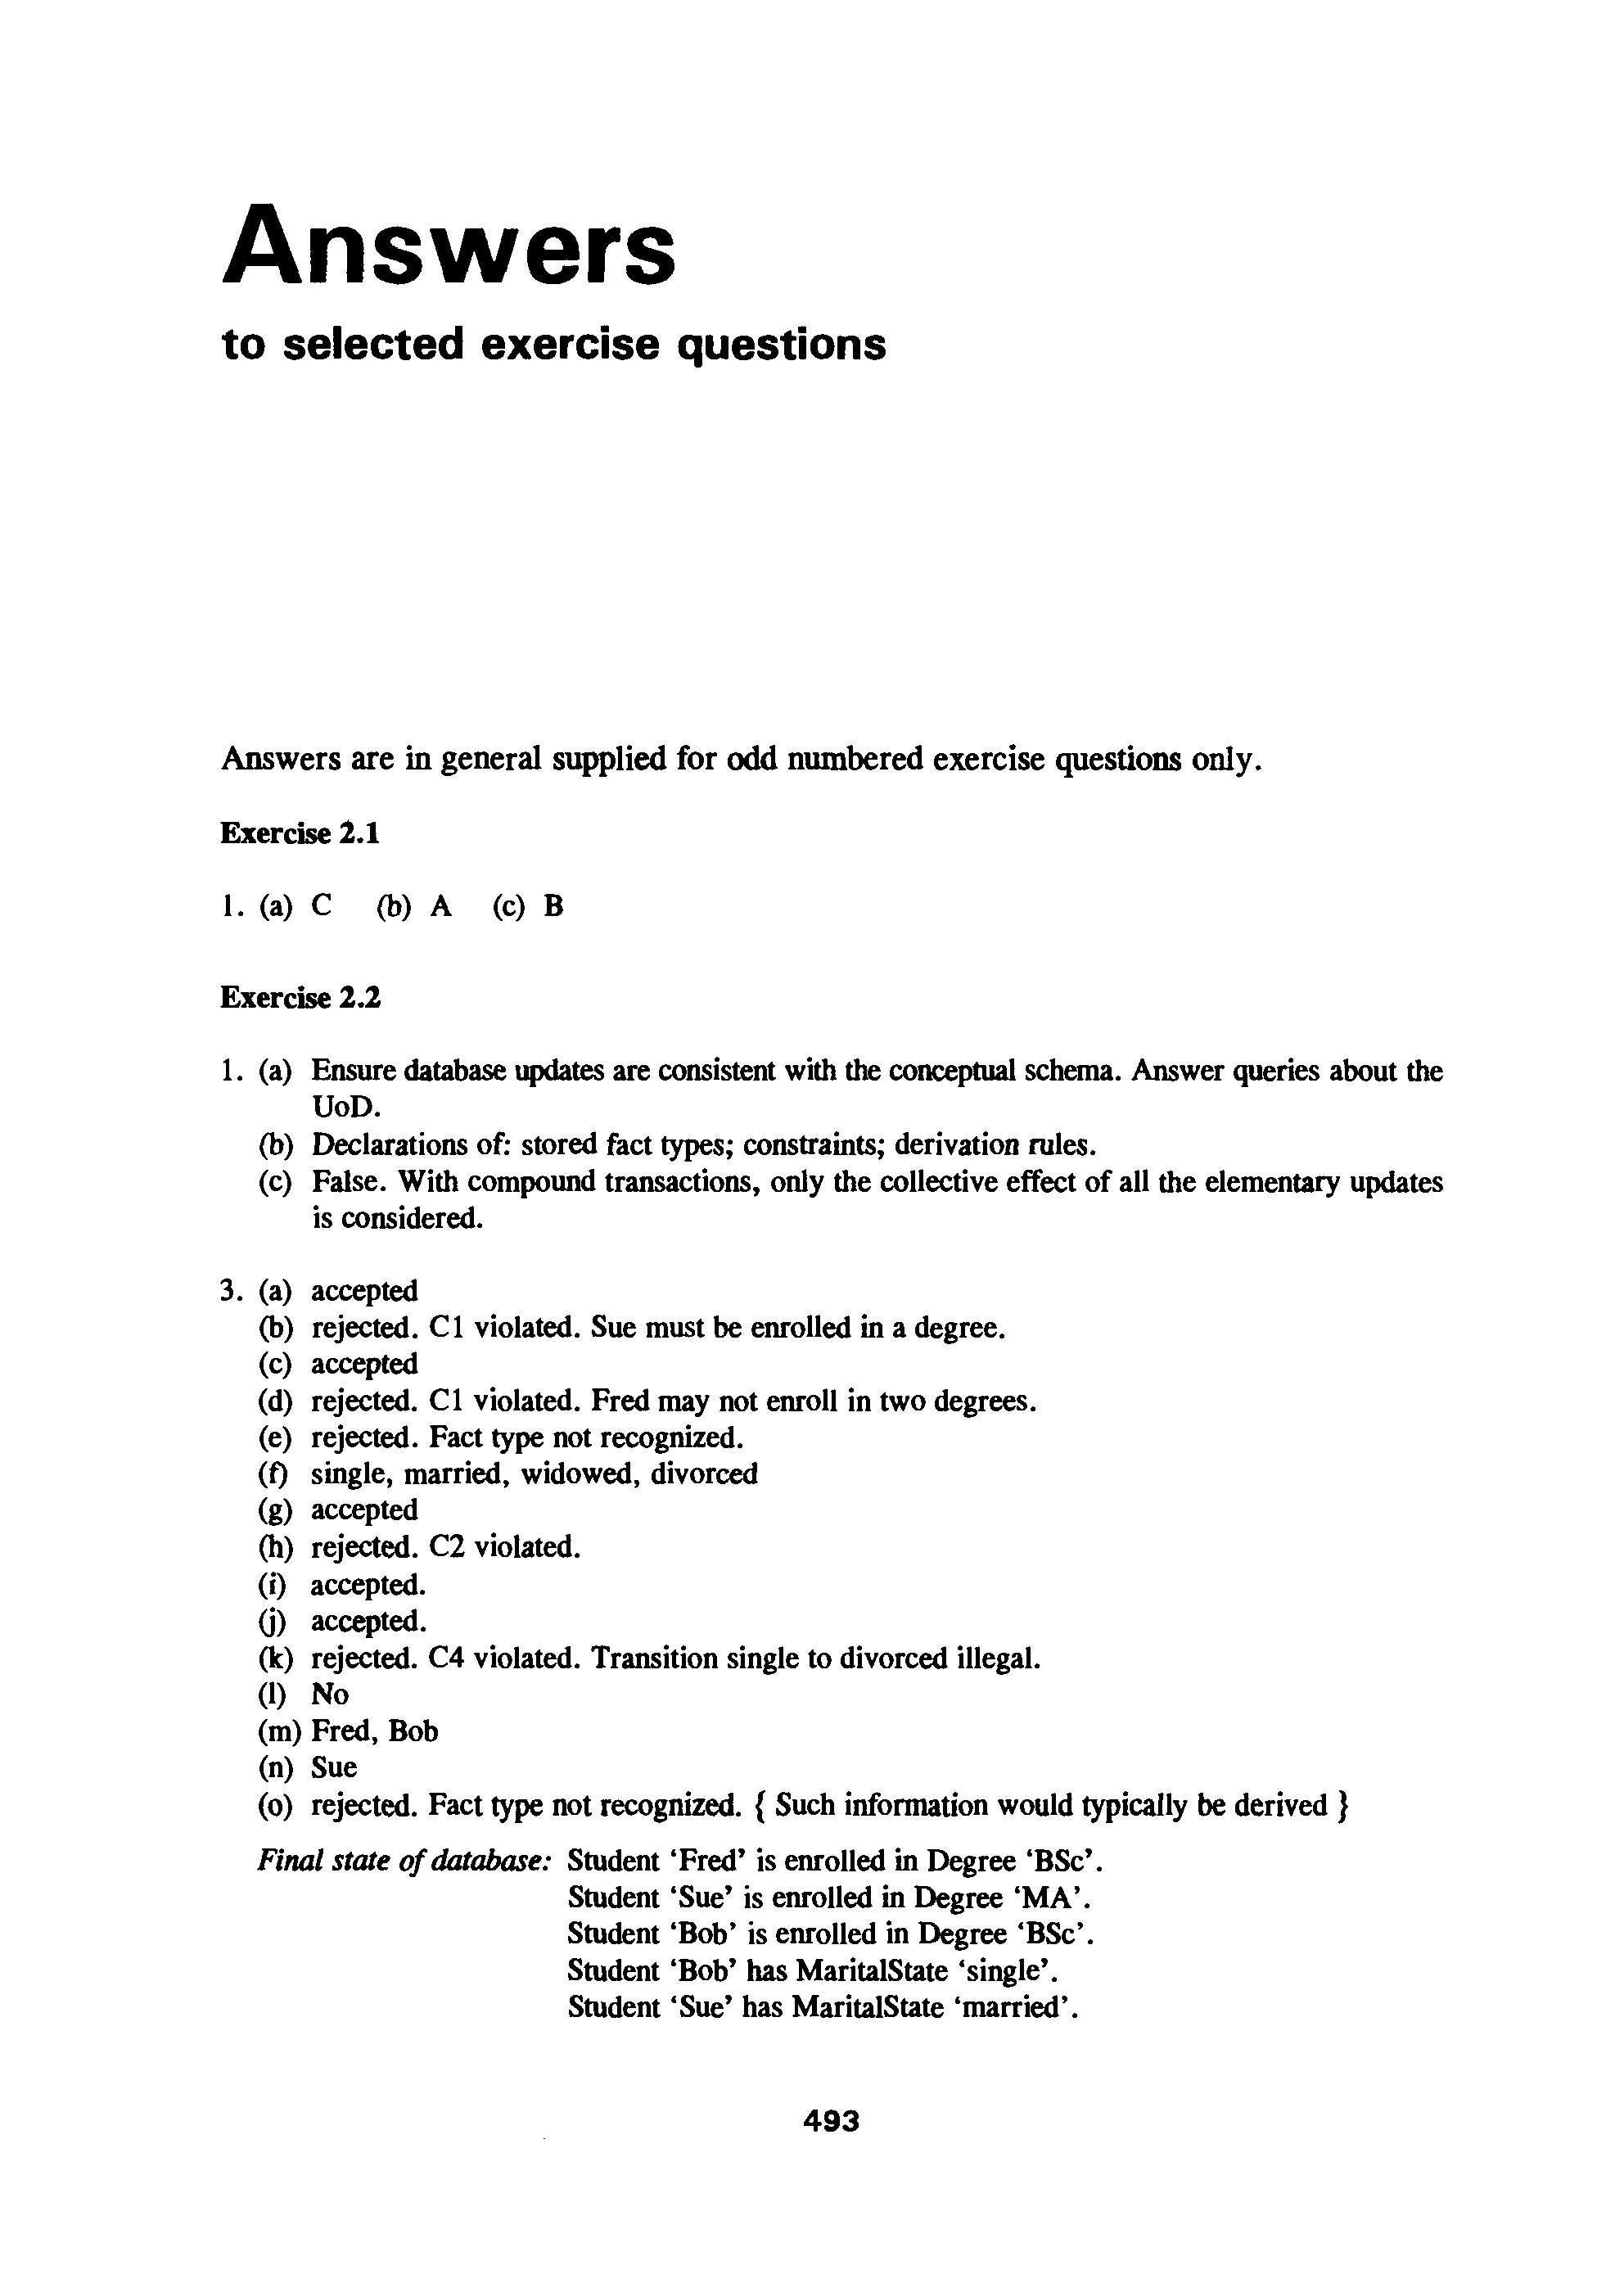 Answers
to selected exercise questions
Answers are in general supplied for odd numbered exercise questions only.
Exercise 2.1
1. (a) C (b) A (c) B
Exercise 2.2
1. (a) Ensure database updates are consistent with the conceptual schema. Answer queries about the
UoD.
(b) Declarations of: stored fact types; constraints; derivation rules.
(c) False. With compound transactions, only the collective effect of all the elementary updates
is considered.
3. (a) accepted
(b) rejected. C1 violated. Sue must be enrolled in a degree.
(c) accepted
(d) rejected. C1 violated. Fred may not enroll in two degrees.
(e) rejected. Fact type not recognized.
(f) single, married, widowed, divorced
(g) accepted
(h) rejected. C2 violated.
(i) accepted.
(j) accepted.
(k) rejected. C4 violated. Transition single to divorced illegal.
(l) No
(m) Fred, Bob
(n) Sue
(o) rejected. Fact type not recognized. { Such information would typically be derived }
Final state of database: Student ‘Fred’ is enrolled in Degree ‘BSc’.
Student ‘Sue’ is enrolled in Degree ‘MA’.
Student ‘Bob’ is enrolled in Degree ‘BSc’.
Student ‘Bob’ has MaritalState ‘single’.
Student ‘Sue’ has MaritalState ‘married’.
493